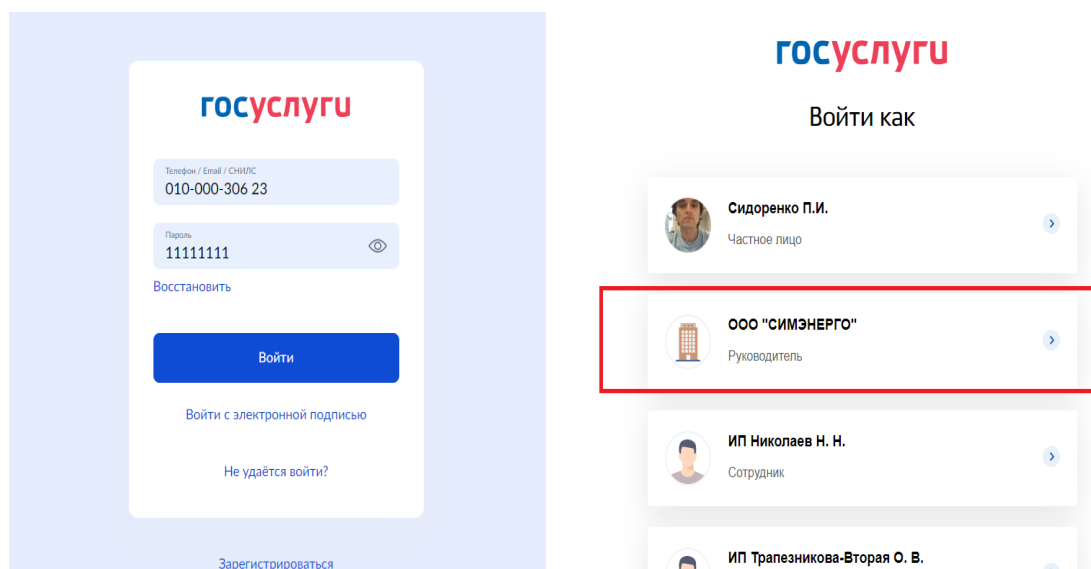 госуслуги
Телефон / Email / СНИЛС
010-000-306 23
Пароль
11111111
Восстановить
Войти
Войти с электронной подписью
Не удаётся войти?
Зарегистрироваться
госуслуги
Войти как
Сидоренко П.И.
Частное лицо
ООО "СИМЭНЕРГО"
Руководитель
ИП Николаев Н. Н.
Сотрудник
ИП Трапезникова-Вторая О. В.